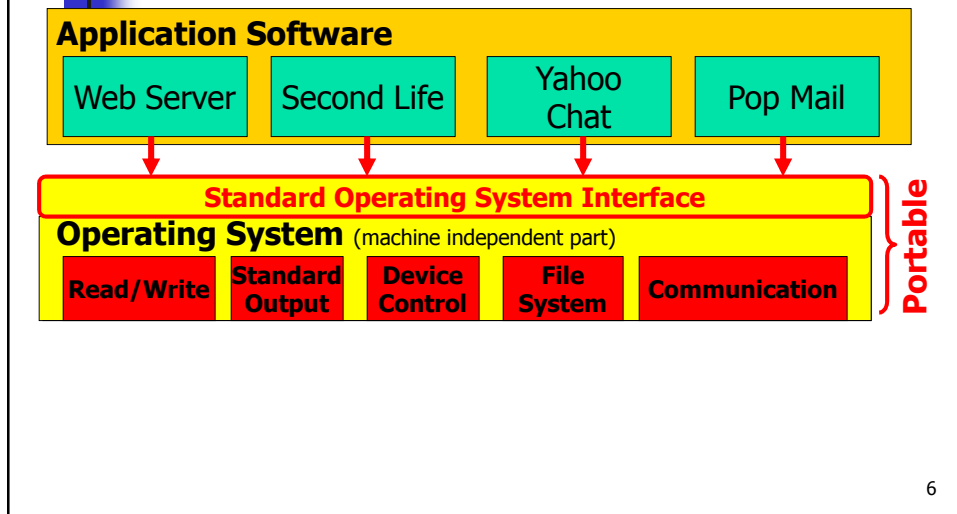 Application Software
Web Server
Second Life
Yahoo
Chat
Pop Mail
Standard Operating System Interface
Operating System (machine independent part)
Read/Write
Standard
Output
Device
Control
File
System
Communication
Portable
6